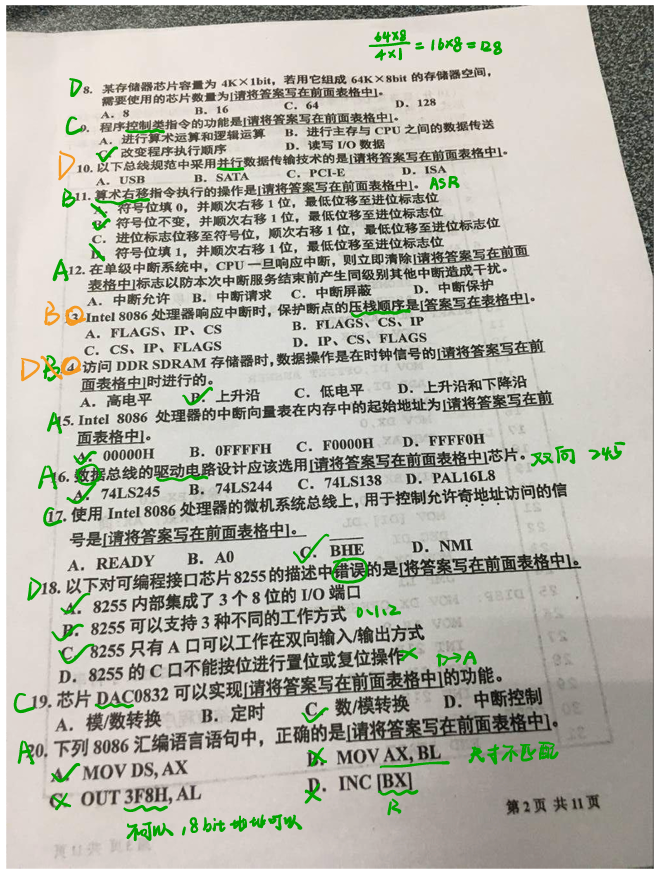 64×8
4×1 = 16×8 = 128
D 8. 某存储器芯片容量为 4K×1bit，若用它组成 64K×8bit 的存储器空间，
需要使用的芯片数量为[请将答案写在前面表格中]。
A. 8 B. 16 C. 64 D. 128
C 9. 程序控制类指令的功能是[请将答案写在前面表格中]。
A. 进行算术运算和逻辑运算 B. 进行主存与 CPU 之间的数据传送
C. 改变程序执行顺序 D. 读写 I/O 数据
D 10. 以下总线规范中采用并行数据传输技术的是[请将答案写在前面表格中]。
A. USB B. SATA C. PCI-E D. ISA
B 11. 算术右移指令执行的操作是[请将答案写在前面表格中]。 ASR
A. 符号位填 0，并顺次右移 1 位，最低位移至进位标志位
B. 符号位不变，并顺次右移 1 位，最低位移至进位标志位
C. 进位标志位移至符号位，顺次右移 1 位，最低位移至进位标志位
D. 符号位填 1，并顺次右移 1 位，最低位移至进位标志位
A 12. 在单级中断系统中，CPU 一旦响应中断，则立即清除[请将答案写在前面
表格中]标志以防本次中断服务结束前产生同级别其他中断造成干扰。
A. 中断允许 B. 中断请求 C. 中断屏蔽 D. 中断保护
B 13. Intel 8086 处理器响应中断时，保护断点的压栈顺序是[答案写在表格中]。
A. FLAGS、IP、CS B. FLAGS、CS、IP
C. CS、IP、FLAGS D. IP、CS、FLAGS
D 14. 访问 DDR SDRAM 存储器时，数据操作是在时钟信号的[请将答案写在前
面表格中]时进行的。
A. 高电平 B. 上升沿 C. 低电平 D. 上升沿和下降沿
A 15. Intel 8086 处理器的中断向量表在内存中的起始地址为[请将答案写在前
面表格中]。
A. 00000H B. 0FFFFH C. F0000H D. FFFF0H
A 16. 数据总线的驱动电路设计应该选用[请将答案写在前面表格中]芯片。 双向 245
A. 74LS245 B. 74LS244 C. 74LS138 D. PAL16L8
C 17. 使用 Intel 8086 处理器的微机系统总线上，用于控制允许奇地址访问的信
号是[请将答案写在前面表格中]。
A. READY B. A0 C. BHE D. NMI
D 18. 以下对可编程接口芯片 8255 的描述中错误的是[将答案写在前面表格中]。
A. 8255 内部集成了 3 个 8 位的 I/O 端口
B. 8255 可以支持 3 种不同的工作方式 0、1、2
C. 8255 只有 A 口可以工作在双向输入/输出方式
D. 8255 的 C 口不能按位进行置位或复位操作
C 19. 芯片 DAC0832 可以实现[请将答案写在前面表格中]的功能。 D→A
A. 模/数转换 B. 定时 C. 数/模转换 D. 中断控制
A 20. 下列 8086 汇编语言语句中，正确的是[请将答案写在前面表格中]。
A. MOV DS, AX B. MOV AX, BL 尺寸不匹配
C. OUT 3F8H, AL D. INC [BX]
不可以，8bit 地址可以 R
第 2 页 共 11 页